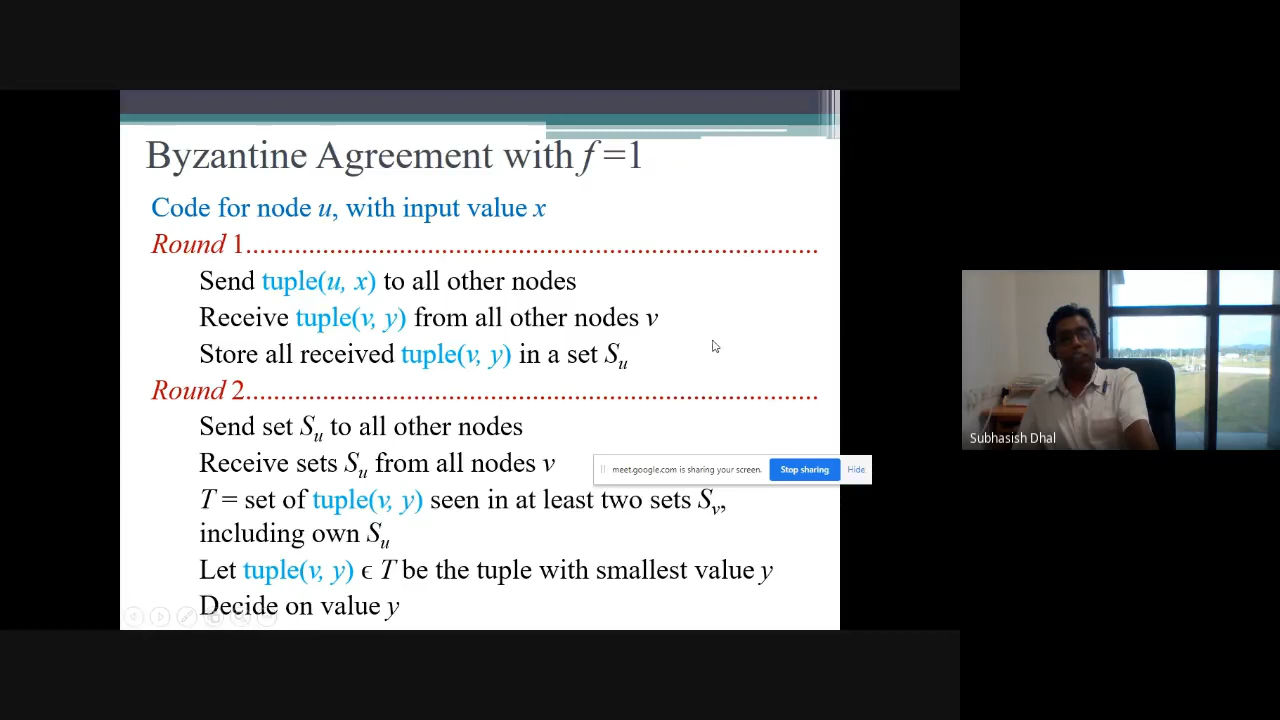 Byzantine Agreement with f =1
Code for node u, with input value x
Round 1.................................................................................
Send tuple(u, x) to all other nodes
Receive tuple(v, y) from all other nodes v
Store all received tuple(v, y) in a set Su
Round 2.................................................................................
Send set Su to all other nodes
Receive sets Su from all nodes v
T = set of tuple(v, y) seen in at least two sets Sv,
including own Su
Let tuple(v, y) ϵ T be the tuple with smallest value y
Decide on value y
meet.google.com is sharing your screen.
Stop sharing
Hide
Subhasish Dhal